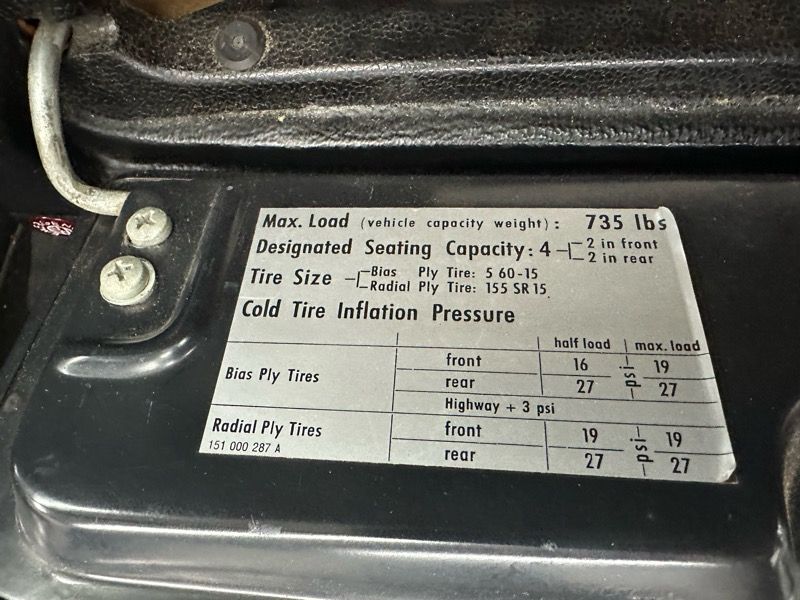 Max. Load (vehicle capacity weight): 735 lbs
Designated Seating Capacity: 4 2 in front
2 in rear
Tire Size Bias Ply Tire: 5 60-15
Radial Ply Tire: 155 SR 15
Cold Tire Inflation Pressure
half load max. load
Bias Ply Tires front 16 psi 19
rear 27 27
Highway + 3 psi
Radial Ply Tires front 19 psi 19
151 000 287 A rear 27 27